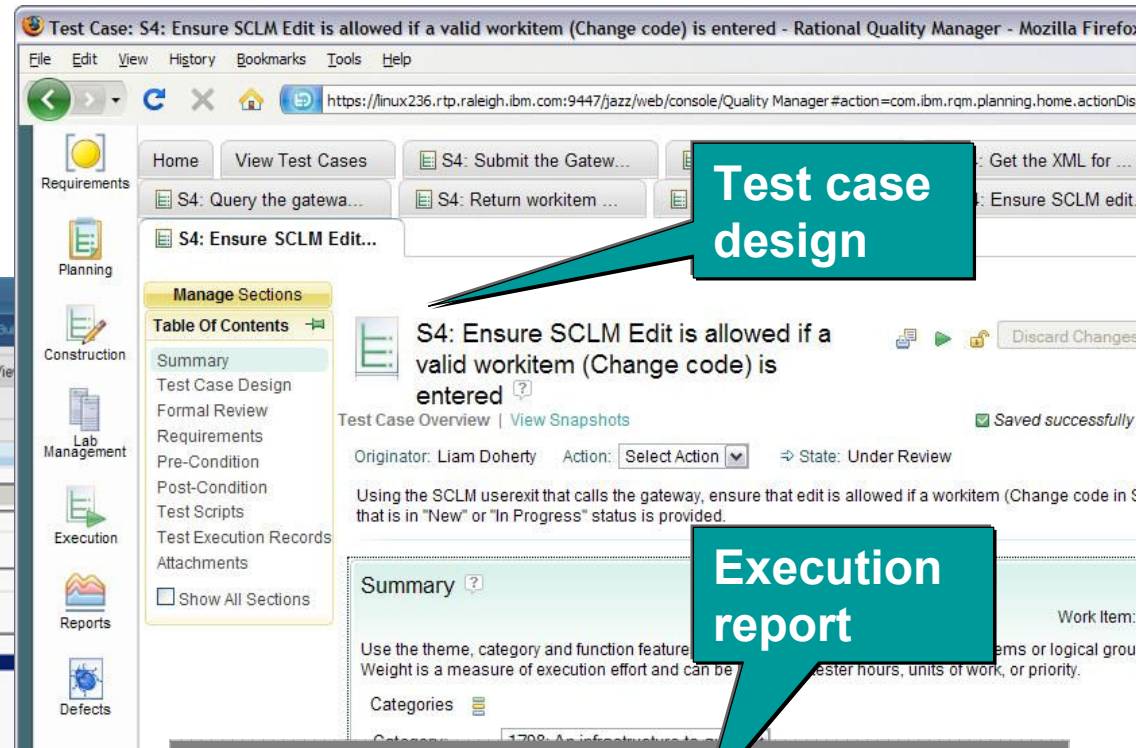 Test Case: S4: Ensure SCLM Edit is allowed if a valid workitem (Change code) is entered - Rational Quality Manager - Mozilla Firefox
File Edit View History Bookmarks Tools Help
https://linux236.rtp.raleigh.ibm.com:9447/jazz/web/console/Quality Manager#action=com.ibm.rqm.planning.home.actionDis
Requirements
Planning
Construction
Lab Management
Execution
Reports
Defects
Home
View Test Cases
S4: Submit the Gatew...
Get the XML for ...
S4: Query the gatewa...
S4: Return workitem ...
: Ensure SCLM edit.
S4: Ensure SCLM Edit...
Test case
design
Manage Sections
Table Of Contents
Summary
Test Case Design
Formal Review
Requirements
Pre-Condition
Post-Condition
Test Scripts
Test Execution Records
Attachments
Show All Sections
S4: Ensure SCLM Edit is allowed if a
valid workitem (Change code) is
entered ?
Discard Changes
Test Case Overview | View Snapshots
Saved successfully
Originator: Liam Doherty Action: Select Action State: Under Review
Using the SCLM userexit that calls the gateway, ensure that edit is allowed if a workitem (Change code in S
that is in "New" or "In Progress" status is provided.
Execution
report
Summary ?
Work Item:
Use the theme, category and function feature ems or logical grou
Weight is a measure of execution effort and can be ester hours, units of work, or priority.
Categories
Category: 1798: An infrastructure to